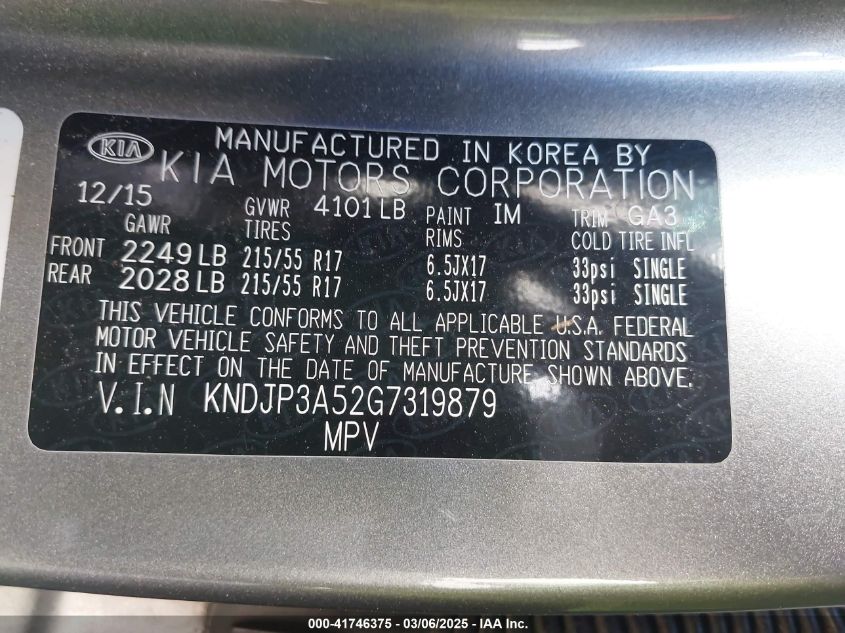 KIA MANUFACTURED IN KOREA BY
KIA MOTORS CORPORATION
12/15 GVWR 4101 LB PAINT IM TRIM GA3
GAWR TIRES RIMS COLD TIRE INFL
FRONT 2249 LB 215/55 R17 6.5JX17 33psi SINGLE
REAR 2028 LB 215/55 R17 6.5JX17 33psi SINGLE
THIS VEHICLE CONFORMS TO ALL APPLICABLE U.S.A. FEDERAL
MOTOR VEHICLE SAFETY AND THEFT PREVENTION STANDARDS
IN EFFECT ON THE DATE OF MANUFACTURE SHOWN ABOVE.
V.I.N KNDJP3A52G7319879
MPV
000-41746375 - 03/06/2025 - IAA Inc.